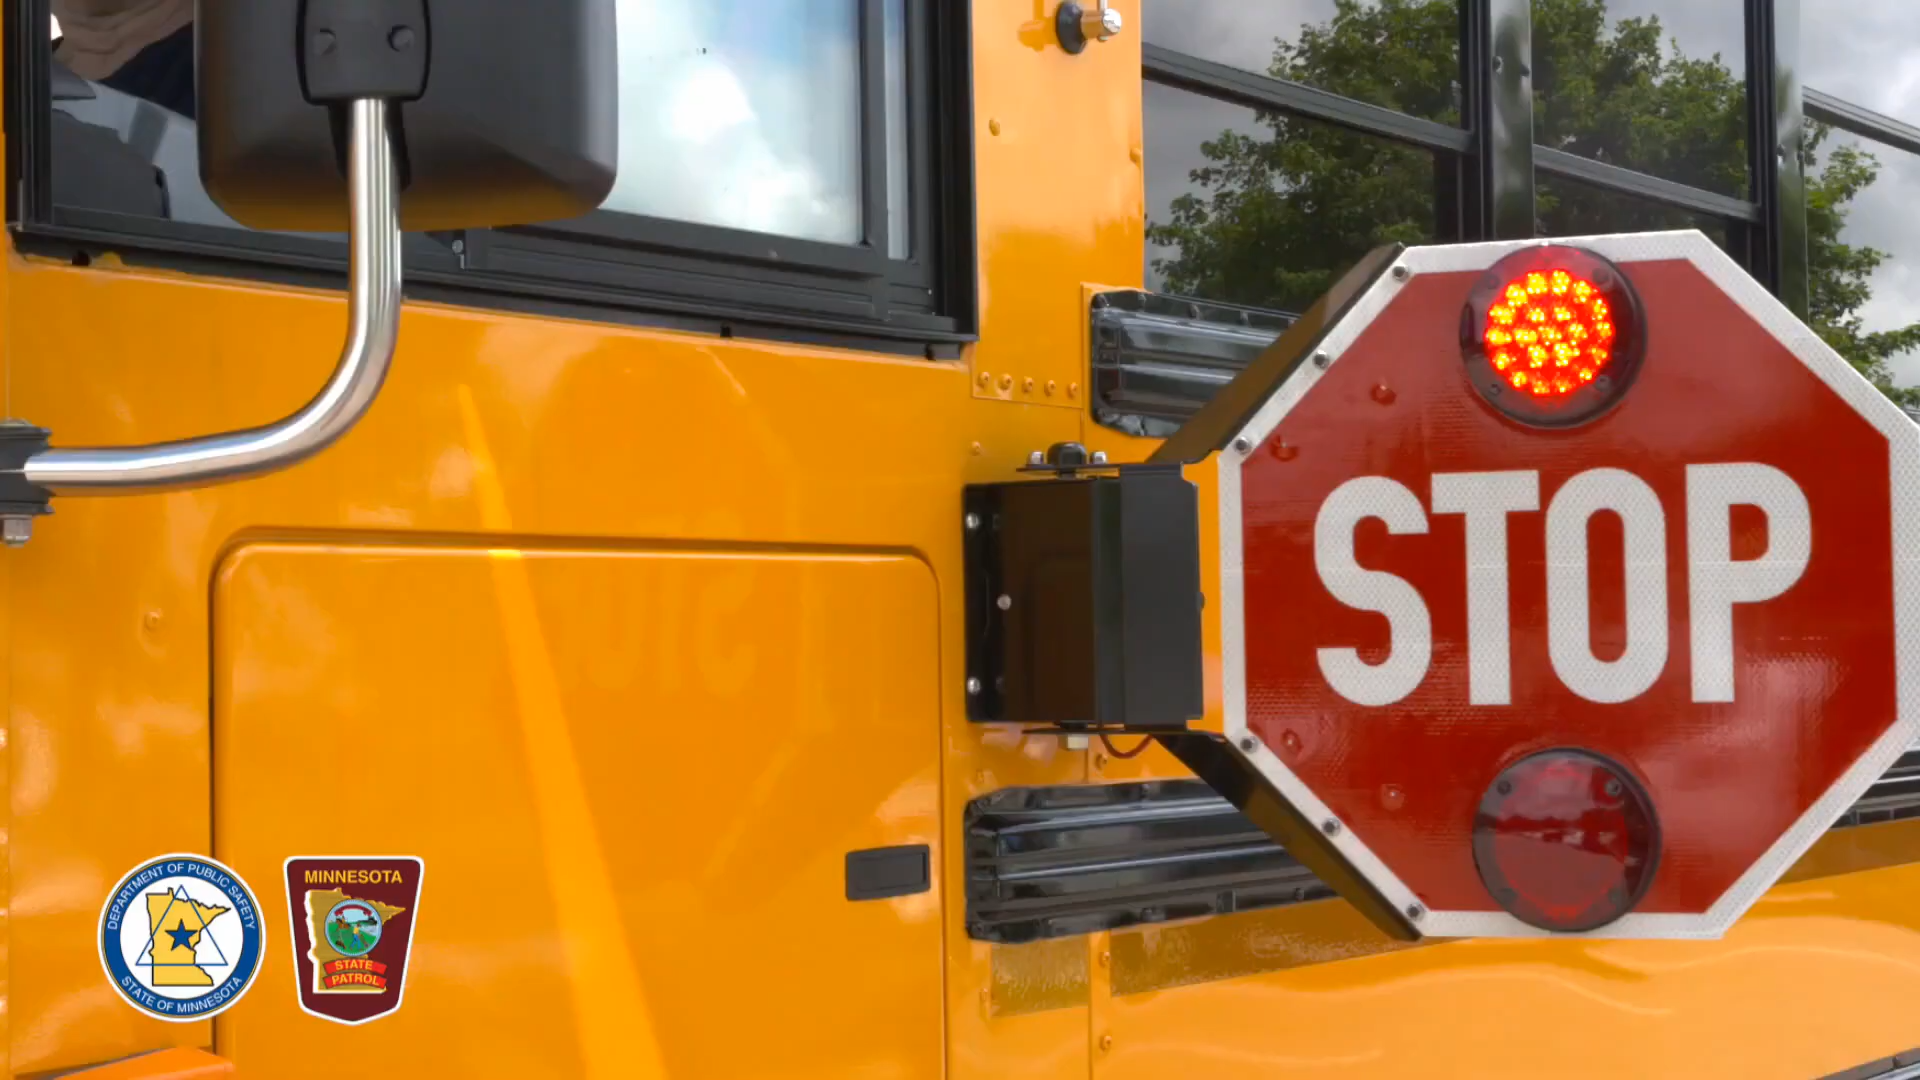 STOP
DEPARTMENT OF PUBLIC SAFETY
STATE OF MINNESOTA
MINNESOTA
STATE
PATROL